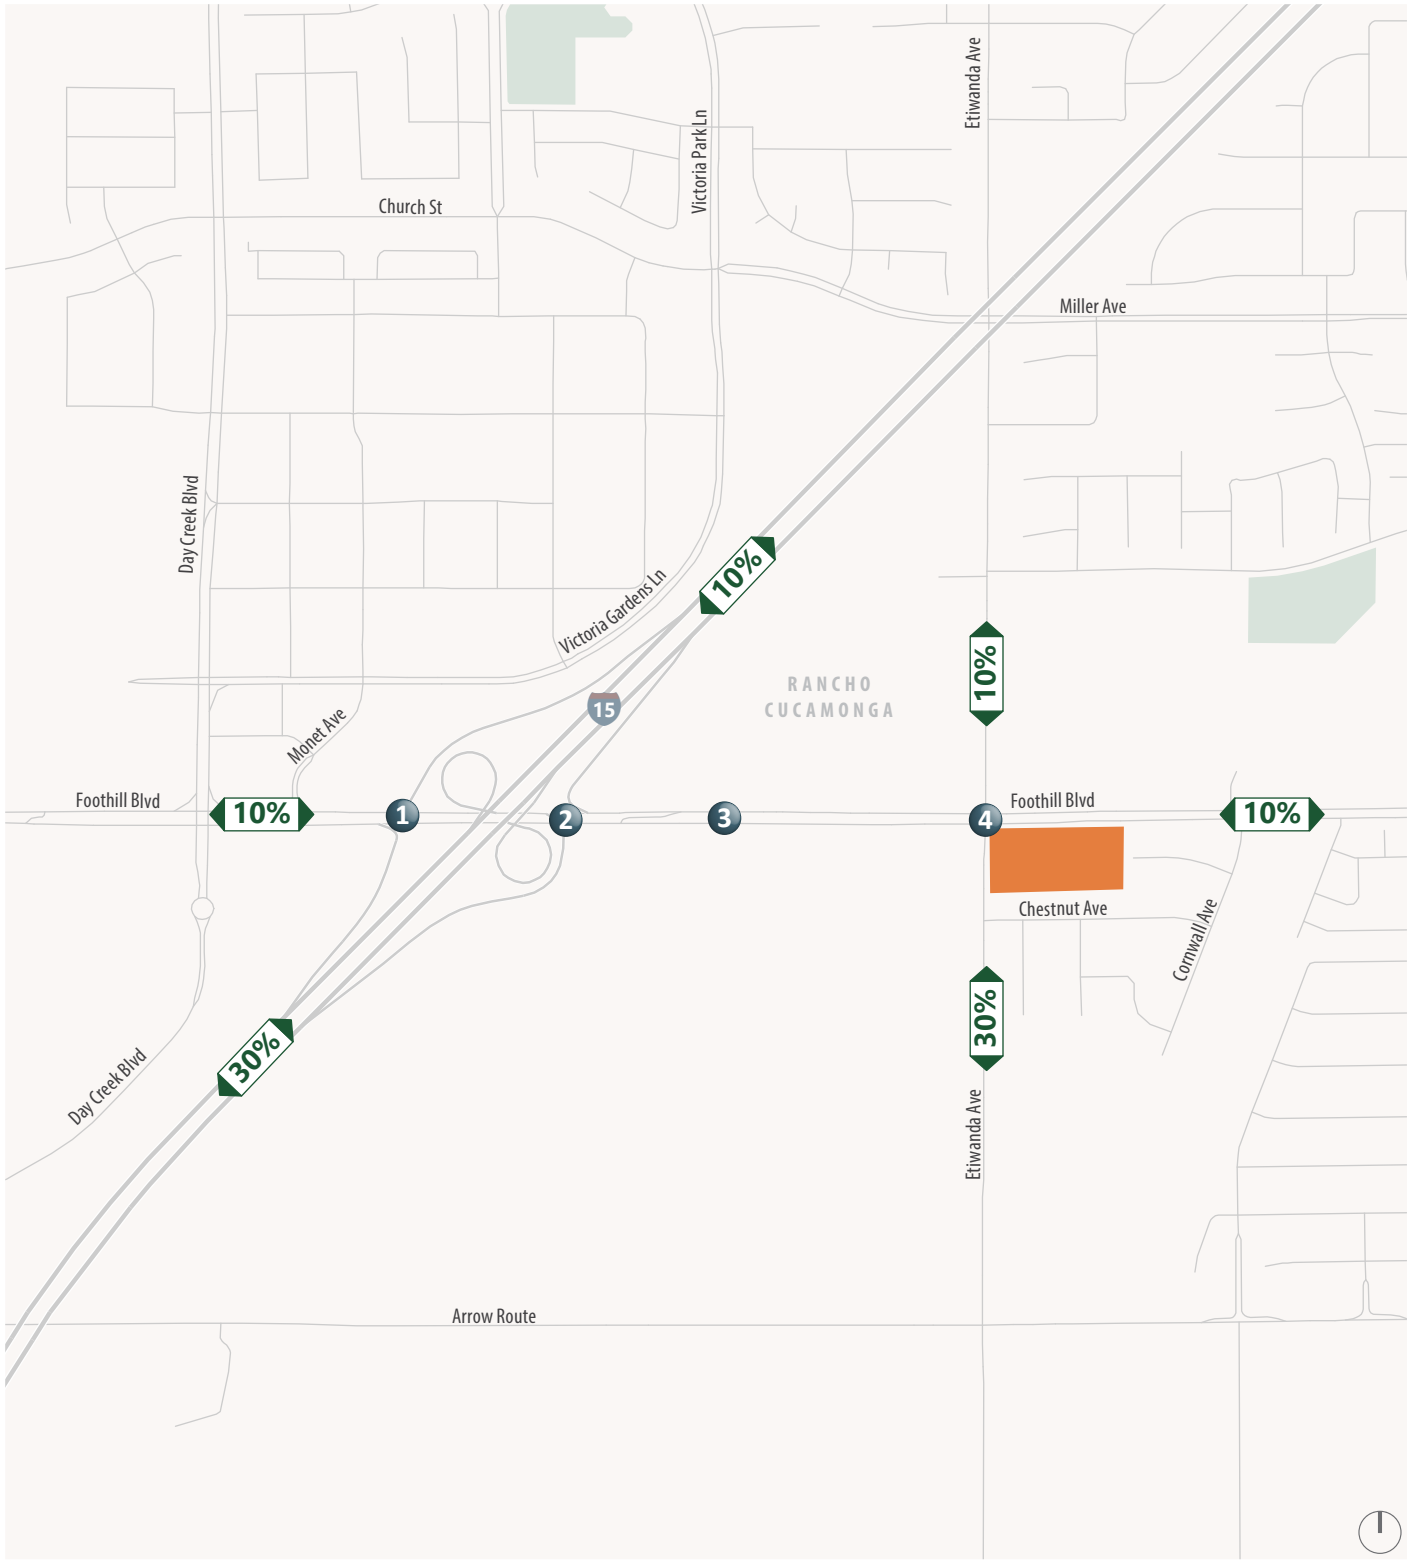 Etiwanda Ave
Victoria Park Ln
Church St
Miller Ave
Day Creek Blvd
10%
Victoria Gardens Ln
10%
RANCHO
CUCAMONGA
15
Monet Ave
Foothill Blvd
10%
1
2
3
4
Foothill Blvd
10%
Chestnut Ave
Cornwall Ave
30%
30%
Day Creek Blvd
Etiwanda Ave
Arrow Route